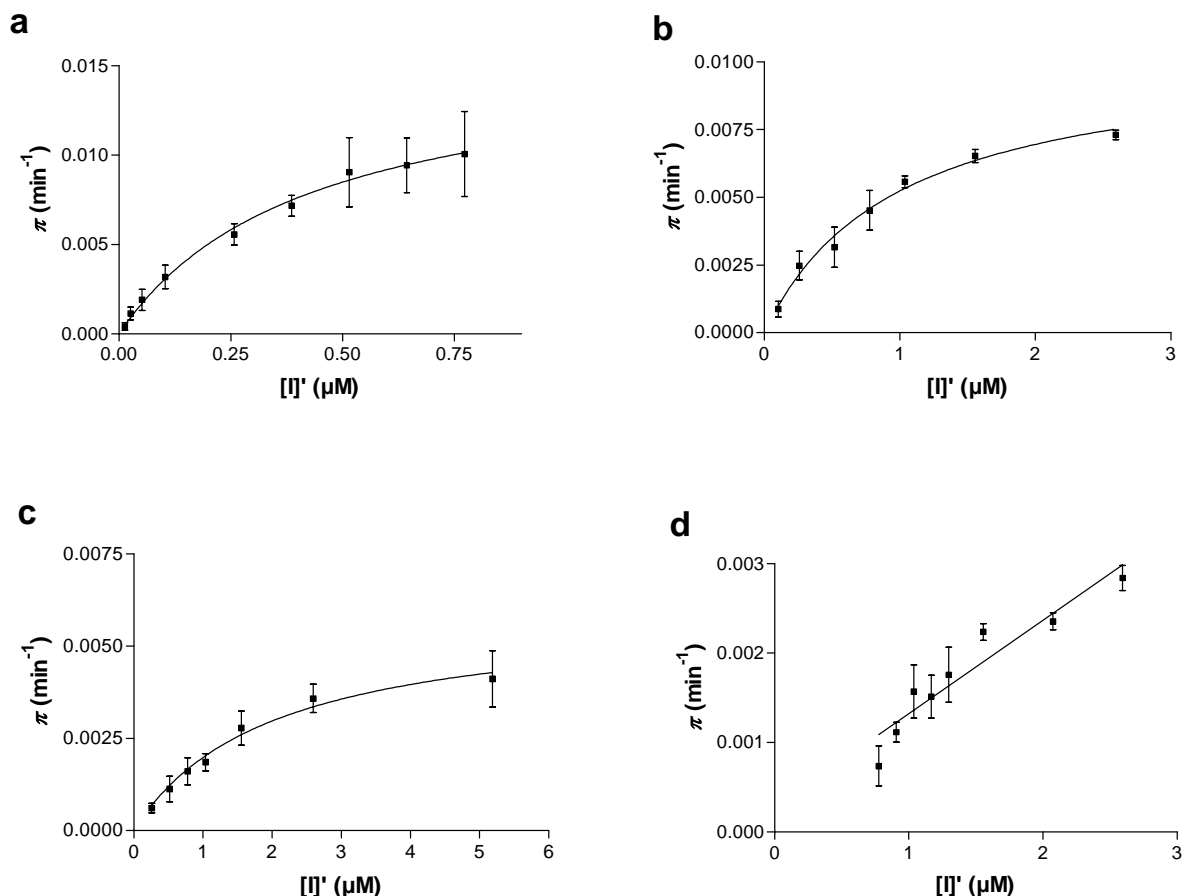 a
0.015
0.010
0.005
0.000
π (min⁻¹)
0.00 0.25 0.50 0.75
[I]' (µM)
b
0.0100
0.0075
0.0050
0.0025
0.0000
π (min⁻¹)
0 1 2 3
[I]' (µM)
c
0.0075
0.0050
0.0025
0.0000
π (min⁻¹)
0 1 2 3 4 5 6
[I]' (µM)
d
0.003
0.002
0.001
0.000
π (min⁻¹)
0 1 2 3
[I]' (µM)